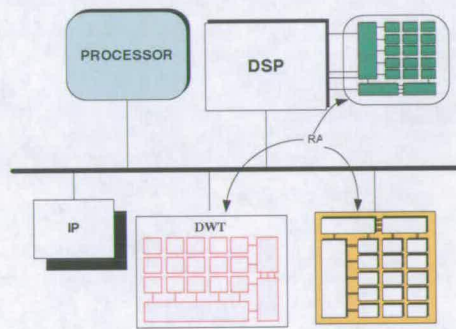 PROCESSOR
DSP
RA
IP
DWT